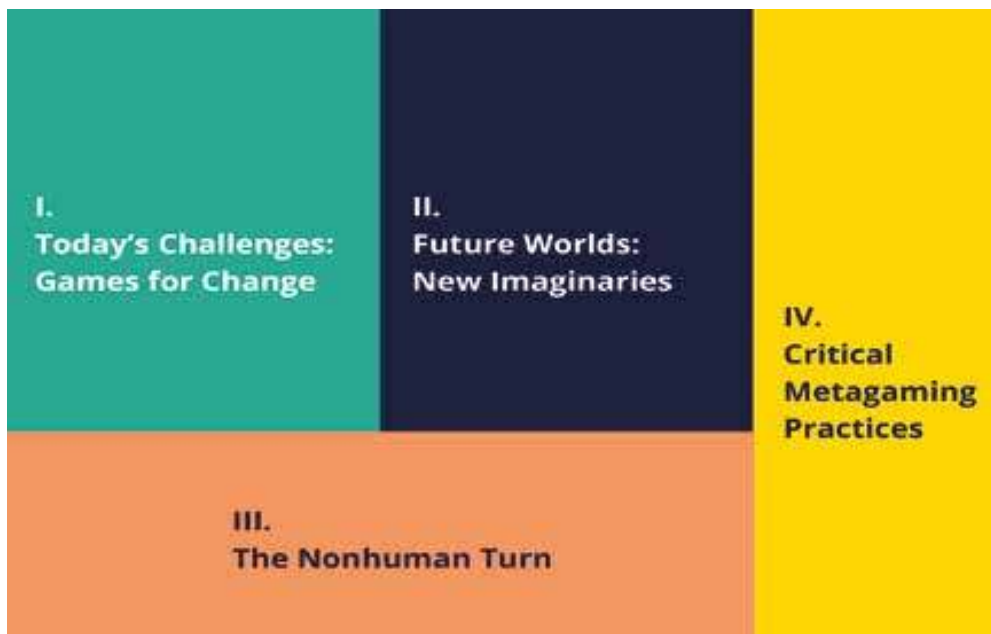 I.
Today’s Challenges:
Games for Change
II.
Future Worlds:
New Imaginaries
III.
The Nonhuman Turn
IV.
Critical
Metagaming
Practices